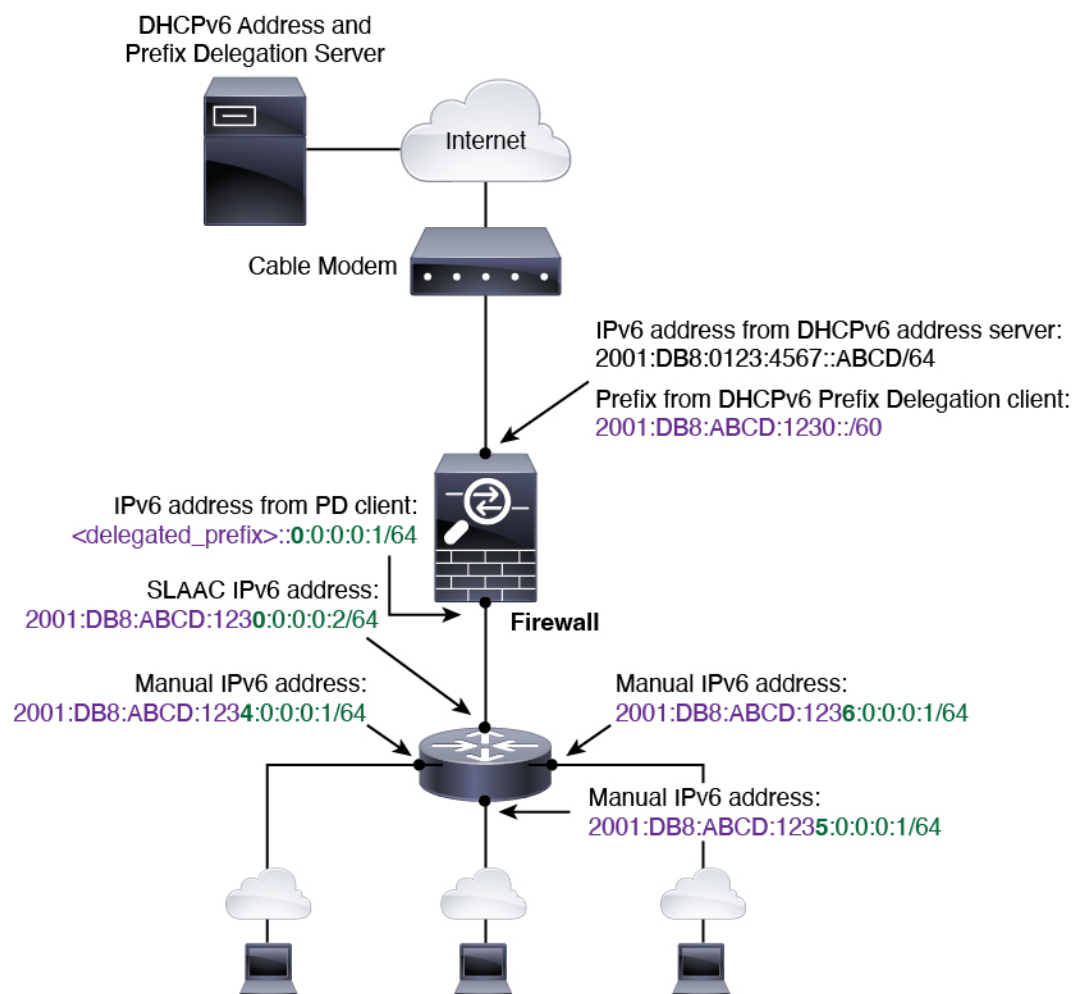 DHCPv6 Address and
Prefix Delegation Server
Internet
Cable Modem
IPv6 address from DHCPv6 address server:
2001:DB8:0123:4567::ABCD/64
Prefix from DHCPv6 Prefix Delegation client:
2001:DB8:ABCD:1230::/60
IPv6 address from PD client:
<delegated_prefix>::0:0:0:0:1/64
SLAAC IPv6 address:
2001:DB8:ABCD:1230:0:0:0:2/64
Firewall
Manual IPv6 address:
2001:DB8:ABCD:1234:0:0:0:1/64
Manual IPv6 address:
2001:DB8:ABCD:1236:0:0:0:1/64
Manual IPv6 address:
2001:DB8:ABCD:1235:0:0:0:1/64